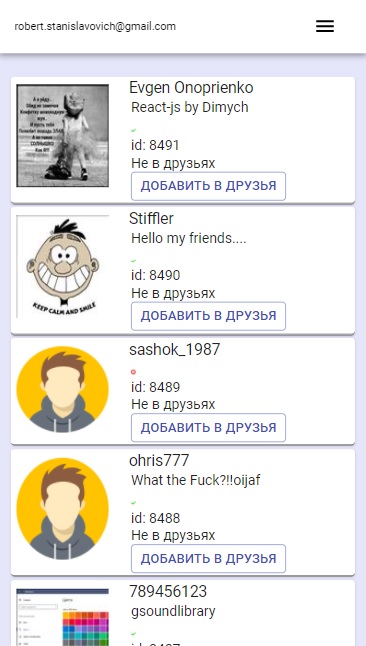 robert.stanislavovich@gmail.com
Evgen Onoprienko
React-js by Dimych
id: 8491
Не в друзьях
ДОБАВИТЬ В ДРУЗЬЯ
Stiffler
Hello my friends....
KEEP CALM AND SMILE
id: 8490
Не в друзьях
ДОБАВИТЬ В ДРУЗЬЯ
sashok_1987
id: 8489
Не в друзьях
ДОБАВИТЬ В ДРУЗЬЯ
ohris777
What the Fuck?!!oijaf
id: 8488
Не в друзьях
ДОБАВИТЬ В ДРУЗЬЯ
789456123
gsoundlibrary